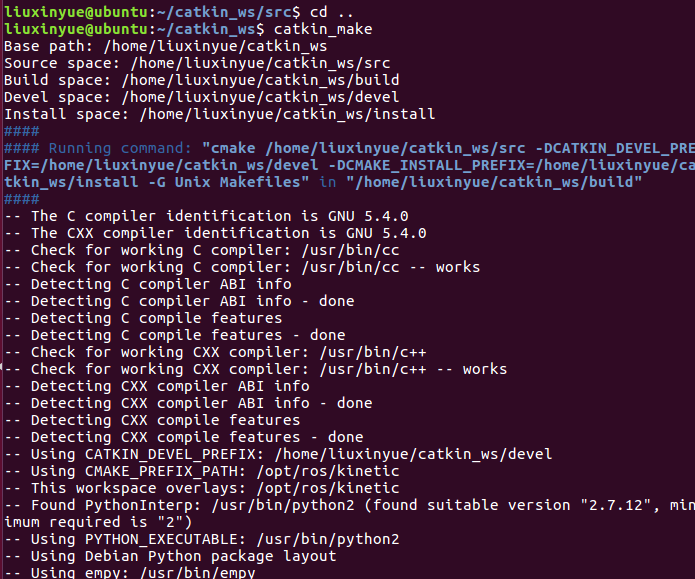 liuxinyue@ubuntu:~/catkin_ws/src$ cd ..
liuxinyue@ubuntu:~/catkin_ws$ catkin_make
Base path: /home/liuxinyue/catkin_ws
Source space: /home/liuxinyue/catkin_ws/src
Build space: /home/liuxinyue/catkin_ws/build
Devel space: /home/liuxinyue/catkin_ws/devel
Install space: /home/liuxinyue/catkin_ws/install
####
#### Running command: "cmake /home/liuxinyue/catkin_ws/src -DCATKIN_DEVEL_PRE
FIX=/home/liuxinyue/catkin_ws/devel -DCMAKE_INSTALL_PREFIX=/home/liuxinyue/ca
tkin_ws/install -G Unix Makefiles" in "/home/liuxinyue/catkin_ws/build"
####
-- The C compiler identification is GNU 5.4.0
-- The CXX compiler identification is GNU 5.4.0
-- Check for working C compiler: /usr/bin/cc
-- Check for working C compiler: /usr/bin/cc -- works
-- Detecting C compiler ABI info
-- Detecting C compiler ABI info - done
-- Detecting C compile features
-- Detecting C compile features - done
-- Check for working CXX compiler: /usr/bin/c++
-- Check for working CXX compiler: /usr/bin/c++ -- works
-- Detecting CXX compiler ABI info
-- Detecting CXX compiler ABI info - done
-- Detecting CXX compile features
-- Detecting CXX compile features - done
-- Using CATKIN_DEVEL_PREFIX: /home/liuxinyue/catkin_ws/devel
-- Using CMAKE_PREFIX_PATH: /opt/ros/kinetic
-- This workspace overlays: /opt/ros/kinetic
-- Found PythonInterp: /usr/bin/python2 (found suitable version "2.7.12", min
imum required is "2")
-- Using PYTHON_EXECUTABLE: /usr/bin/python2
-- Using Debian Python package layout
-- Using empy: /usr/bin/empy